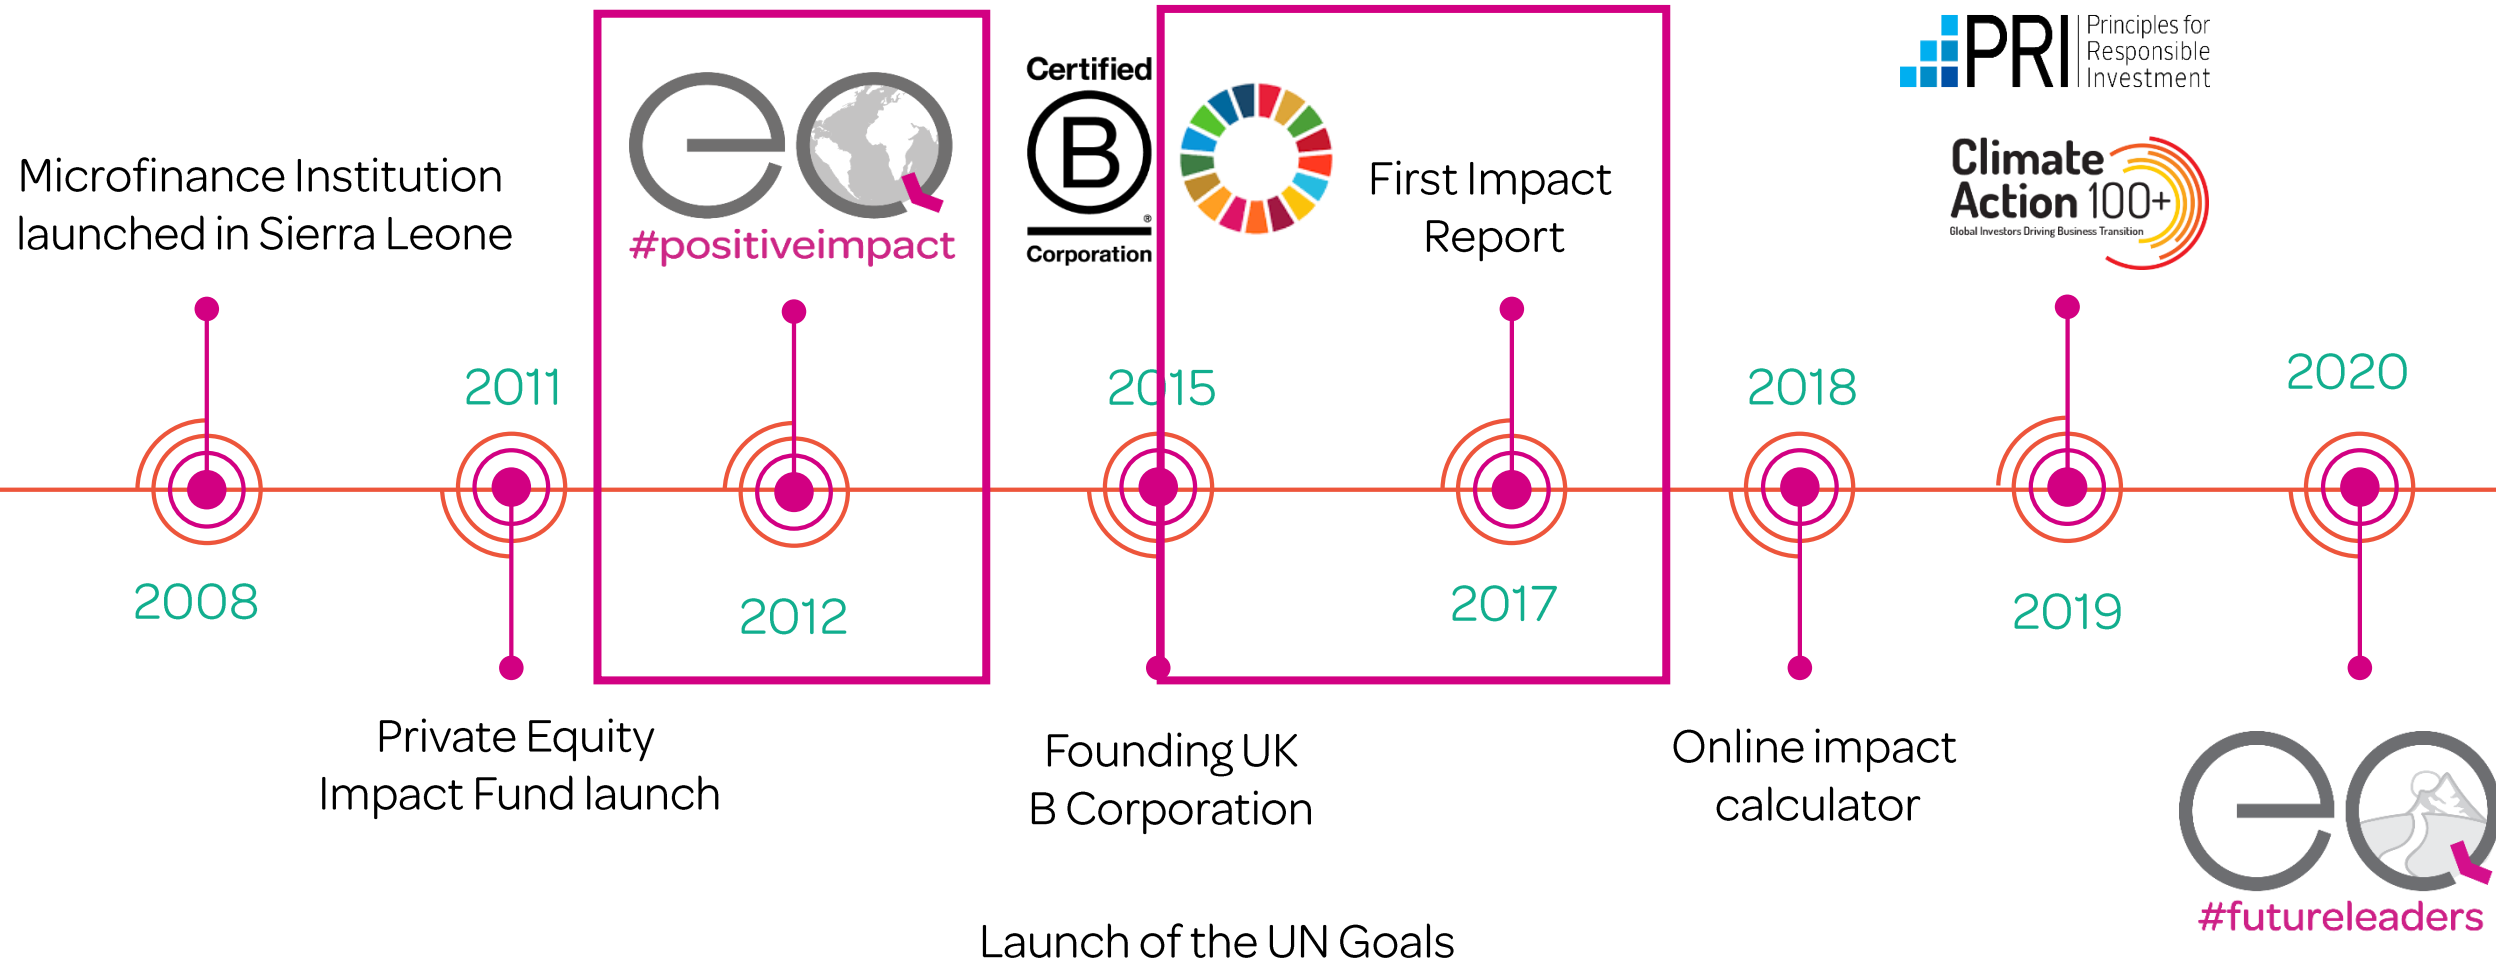 Microfinance Institution
launched in Sierra Leone
2008
2011
Private Equity
Impact Fund launch
eQ
#positiveimpact
2012
Certified
B
®
Corporation
2015
Founding UK
B Corporation
Launch of the UN Goals
First Impact
Report
2017
2018
Online impact
calculator
PRI
Principles for
Responsible
Investment
Climate
Action 100+
Global Investors Driving Business Transition
2019
2020
eQ
#futureleaders